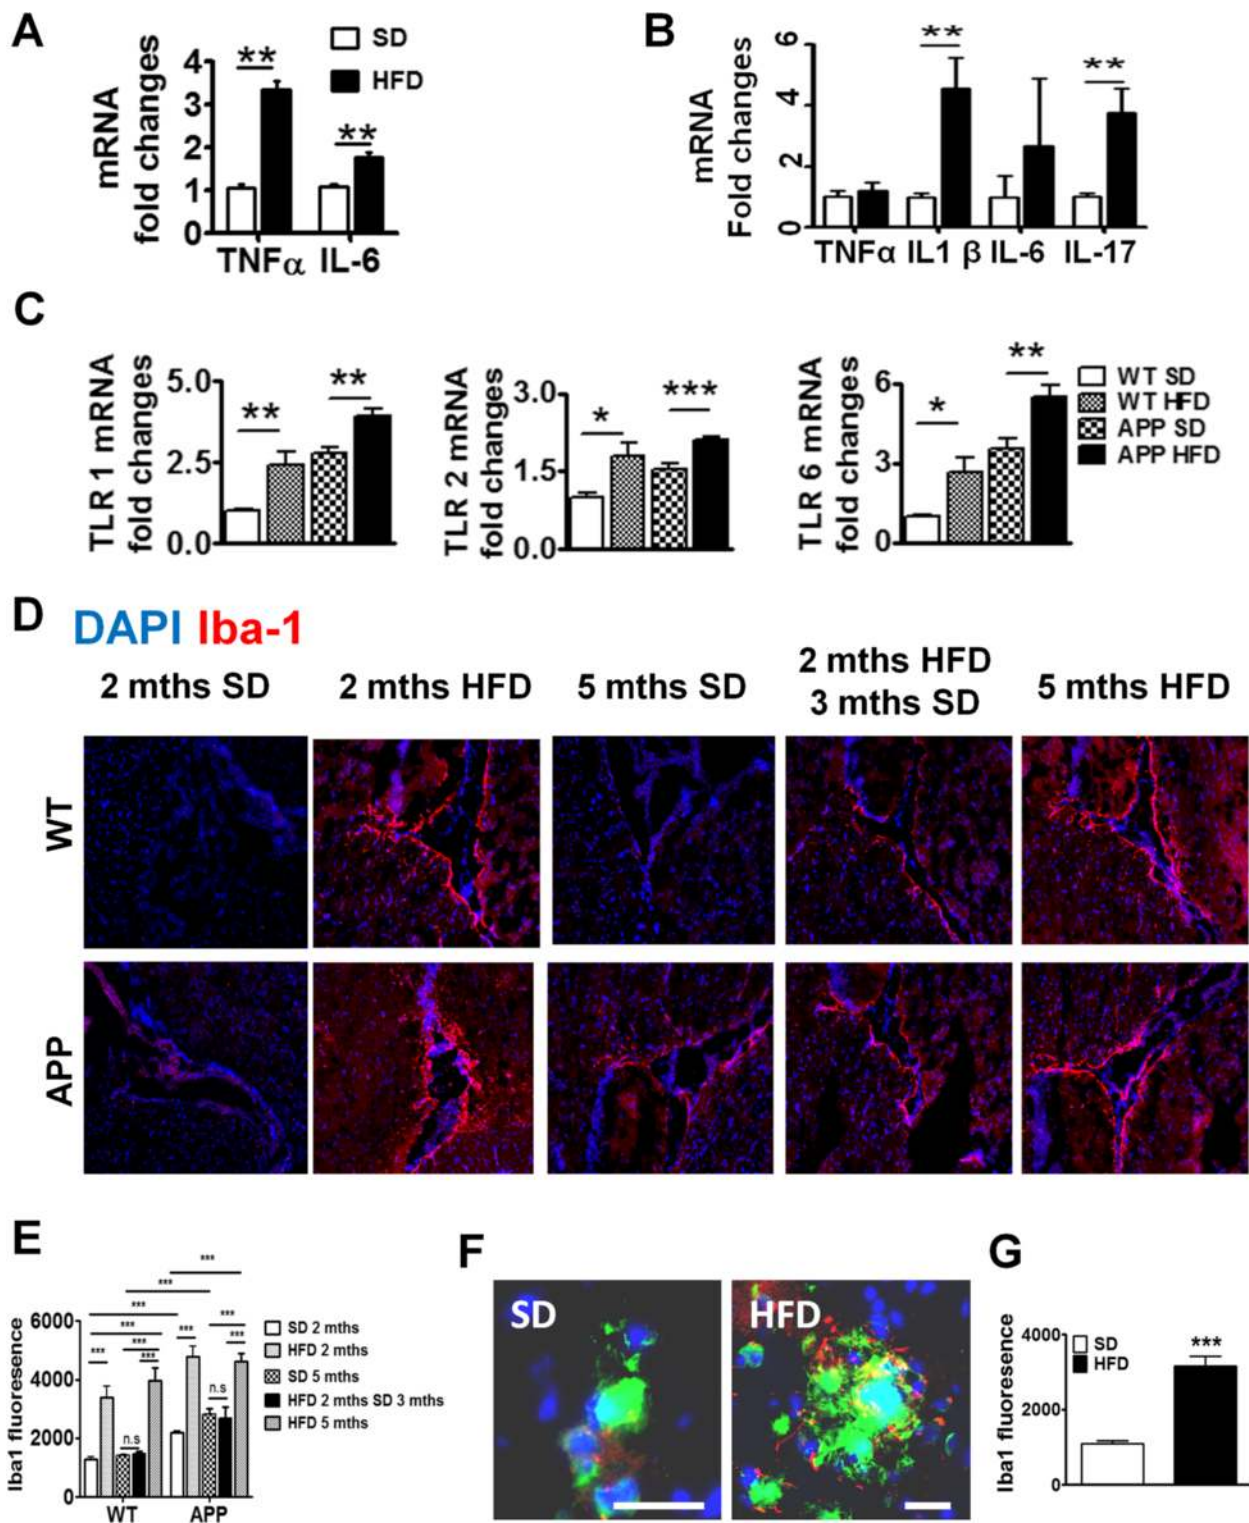 A
mRNA
fold changes
4
3
2
1
0
**
**
TNFα IL-6
SD
HFD
B
mRNA
Fold changes
6
4
2
0
**
**
TNFα IL1 β IL-6 IL-17
C
TLR 1 mRNA
fold changes
5.0
2.5
0.0
**
**
TLR 2 mRNA
fold changes
3.0
1.5
0.0
*
***
TLR 6 mRNA
fold changes
6
3
0
*
**
WT SD
WT HFD
APP SD
APP HFD
D
DAPI Iba-1
2 mths SD
2 mths HFD
5 mths SD
2 mths HFD
3 mths SD
5 mths HFD
WT
APP
E
Iba1 fluoresence
6000
4000
2000
0
***
***
***
***
***
***
***
***
***
***
n.s
n.s
WT APP
SD 2 mths
HFD 2 mths
SD 5 mths
HFD 2 mths SD 3 mths
HFD 5 mths
F
SD
HFD
G
Iba1 fluoresence
4000
2000
0
SD
HFD
***